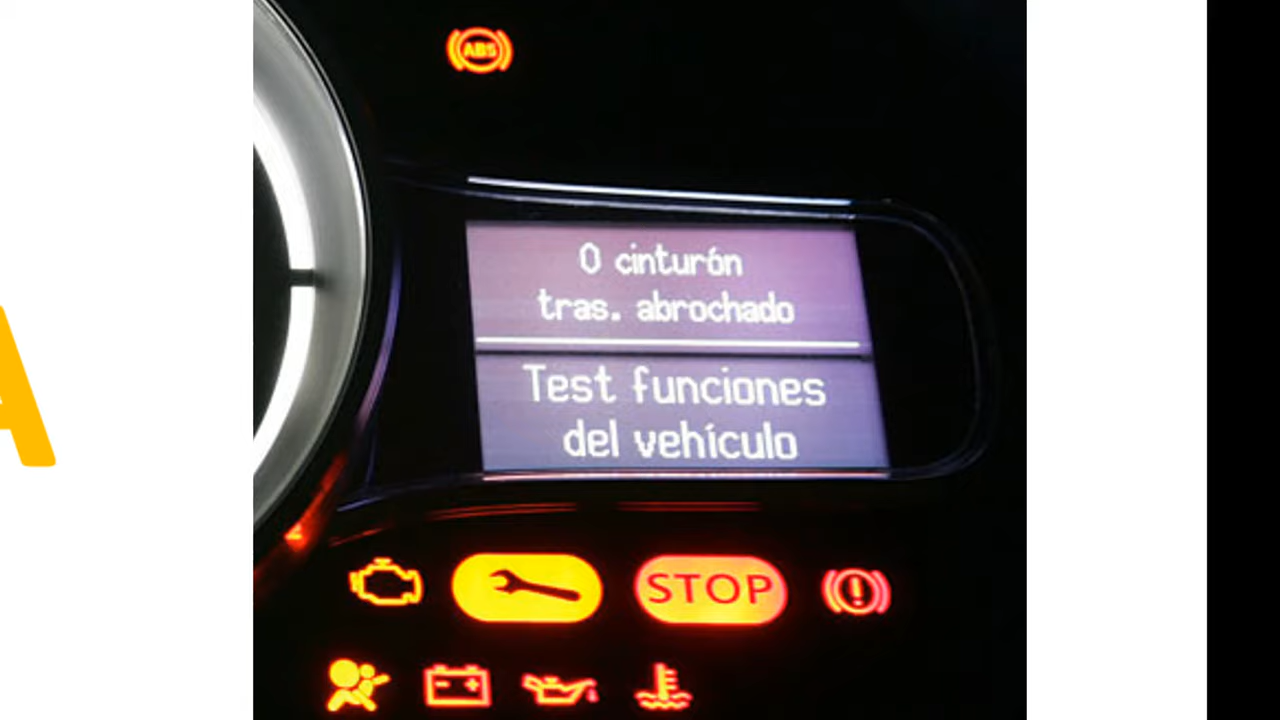 ABS
0 cinturón
tras. abrochado
Test funciones
del vehículo
STOP
A